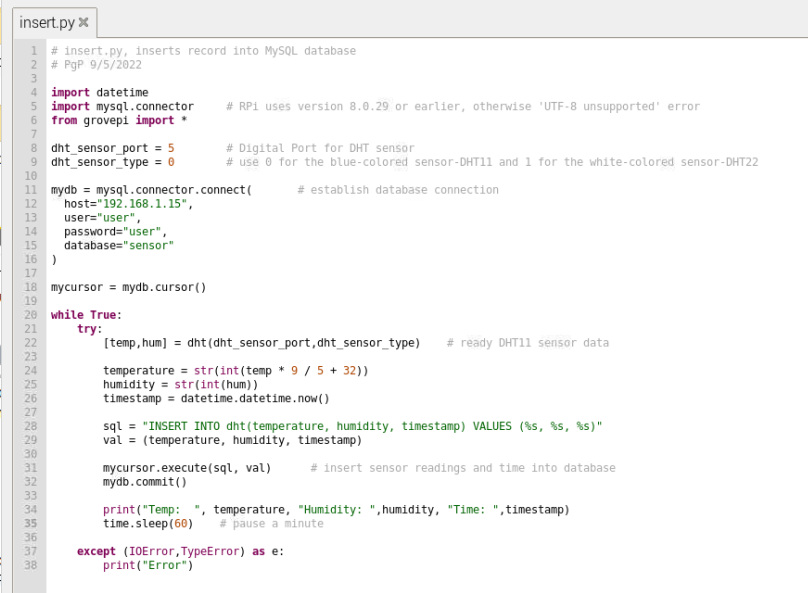 insert.py
1 # insert.py, inserts record into MySQL database
2 # PgP 9/5/2022
3
4 import datetime
5 import mysql.connector     # RPi uses version 8.0.29 or earlier, otherwise 'UTF-8 unsupported' error
6 from grovepi import *
7
8 dht_sensor_port = 5        # Digital Port for DHT sensor
9 dht_sensor_type = 0        # use 0 for the blue-colored sensor-DHT11 and 1 for the white-colored sensor-DHT22
10
11 mydb = mysql.connector.connect(       # establish database connection
12   host="192.168.1.15",
13   user="user",
14   password="user",
15   database="sensor"
16 )
17
18 mycursor = mydb.cursor()
19
20 while True:
21     try:
22         [temp,hum] = dht(dht_sensor_port,dht_sensor_type)    # ready DHT11 sensor data
23
24         temperature = str(int(temp * 9 / 5 + 32))
25         humidity = str(int(hum))
26         timestamp = datetime.datetime.now()
27
28         sql = "INSERT INTO dht(temperature, humidity, timestamp) VALUES (%s, %s, %s)"
29         val = (temperature, humidity, timestamp)
30
31         mycursor.execute(sql, val)      # insert sensor readings and time into database
32         mydb.commit()
33
34         print("Temp:  ", temperature, "Humidity: ",humidity, "Time: ",timestamp)
35         time.sleep(60)    # pause a minute
36
37     except (IOError,TypeError) as e:
38         print("Error")